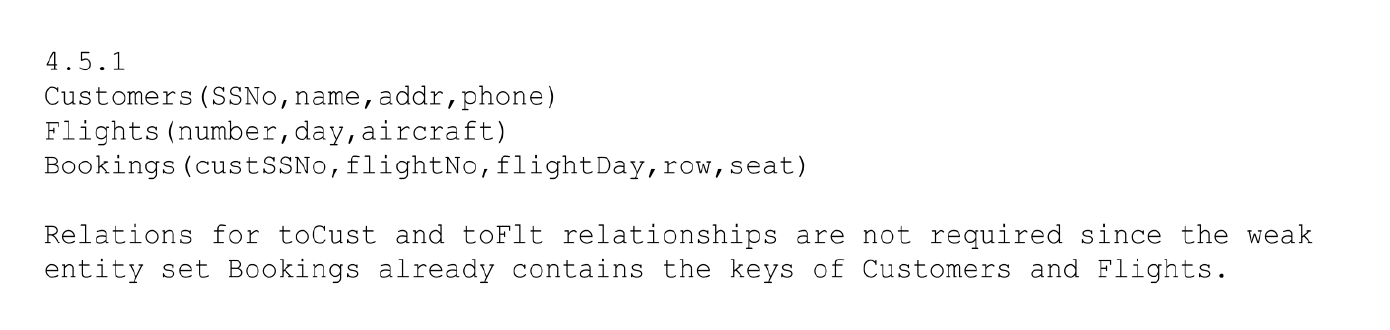 4.5.1
Customers(SSNo,name,addr,phone)
Flights(number,day,aircraft)
Bookings(custSSNo,flightNo,flightDay,row,seat)
Relations for toCust and toFlt relationships are not required since the weak
entity set Bookings already contains the keys of Customers and Flights.